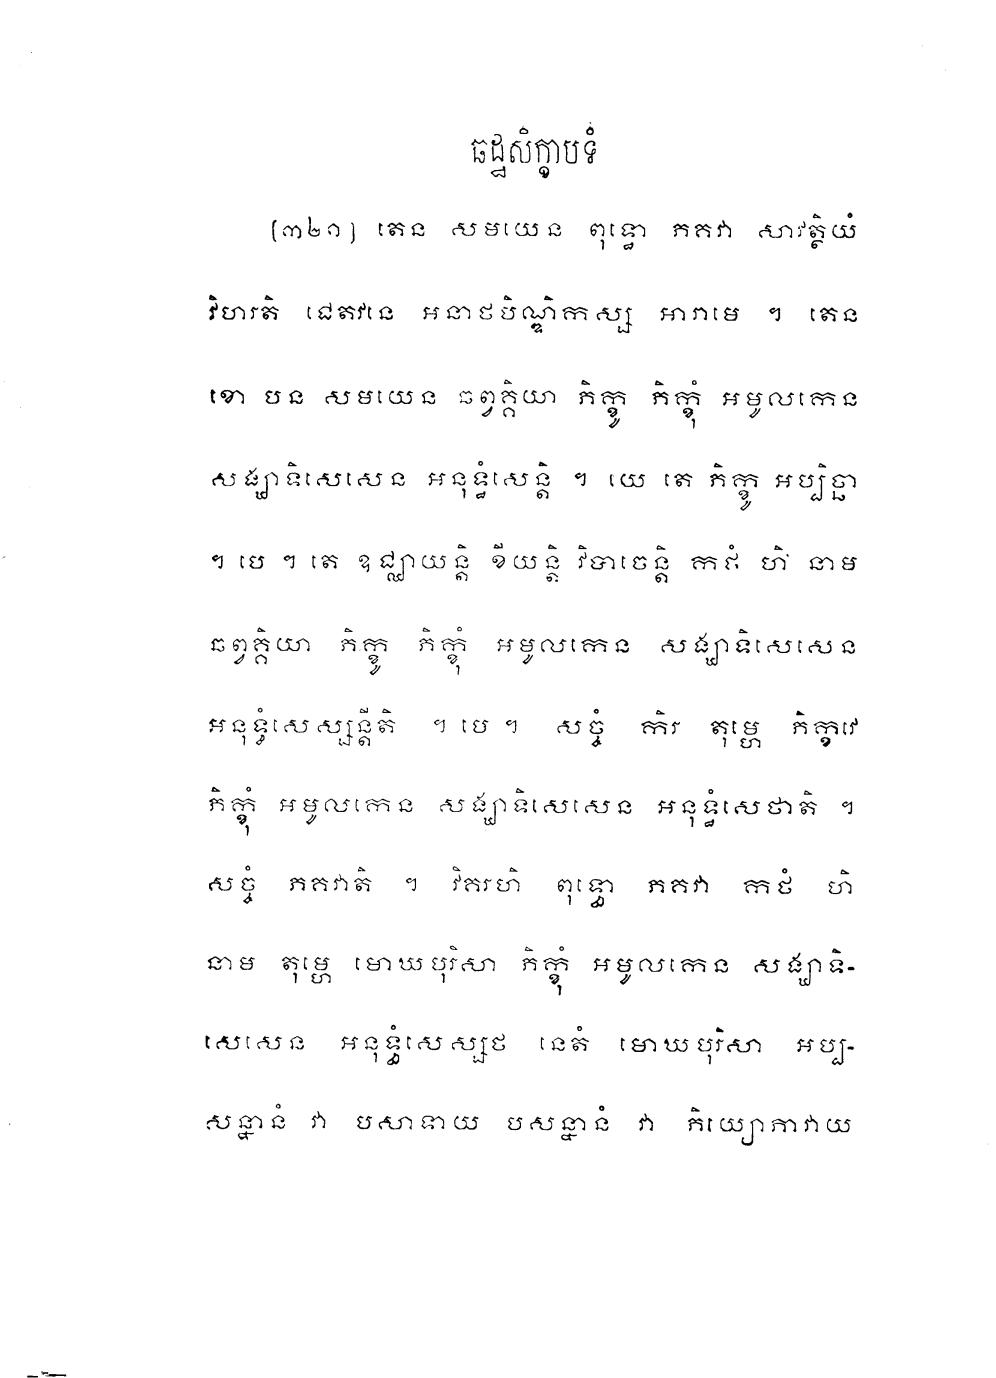 ឆដ្ឋសិក្ខាបទំ
(៣២១) តេន សមយេន ពុទ្ធោ ភគវា សាវត្ថិយំ
វិហរតិ ជេតវនេ អនាថបិណ្ឌិកស្ស អារាមេ ។ តេន
ខោ បន សមយេន ឆព្វគ្គិយា ភិក្ខូ ភិក្ខុំ អមូលកេន
សង្ឃាទិសេសេន អនុទ្ធំសេន្តិ ។ យេ តេ ភិក្ខូ អប្បិច្ឆា
។ បេ ។ តេ ឧជ្ឈាយន្តិ ខីយន្តិ វិបាចេន្តិ កថំ ហិ នាម
ឆព្វគ្គិយា ភិក្ខូ ភិក្ខុំ អមូលកេន សង្ឃាទិសេសេន
អនុទ្ធំសេស្សន្តីតិ ។ បេ ។ សច្ចំ កិរ តុម្ហេ ភិក្ខវេ
ភិក្ខុំ អមូលកេន សង្ឃាទិសេសេន អនុទ្ធំសេថាតិ ។
សច្ចំ ភគវាតិ ។ វិគរហិ ពុទ្ធោ ភគវា កថំ ហិ
នាម តុម្ហេ មោឃបុរិសា ភិក្ខុំ អមូលកេន សង្ឃាទិ-
សេសេន អនុទ្ធំសេស្សថ នេតំ មោឃបុរិសា អប្ប-
សន្នានំ វា បសាទាយ បសន្នានំ វា ភិយ្យោភាវាយ